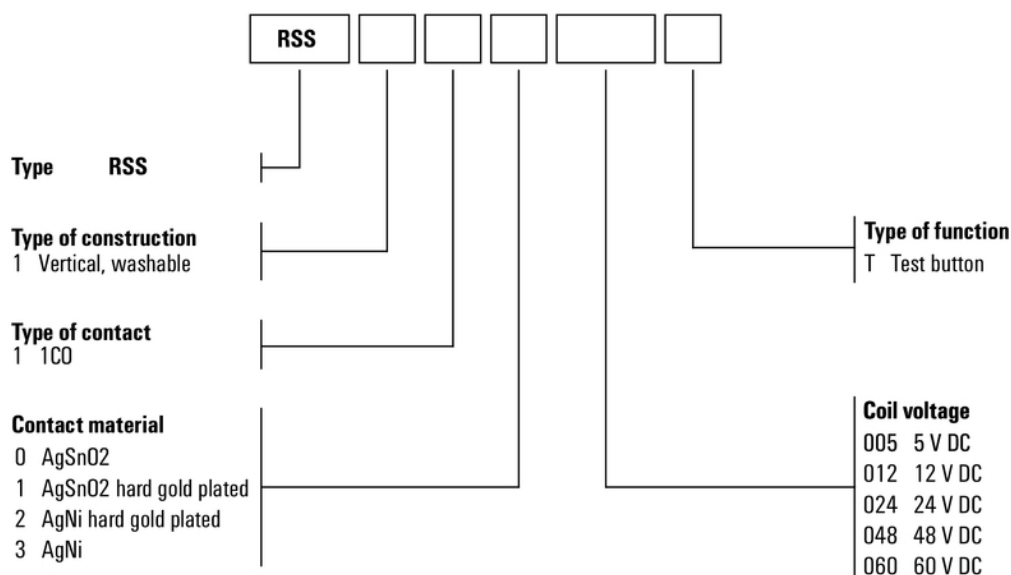 RSS
Type RSS
Type of construction
1 Vertical, washable
Type of contact
1 1CO
Contact material
0 AgSnO2
1 AgSnO2 hard gold plated
2 AgNi hard gold plated
3 AgNi
Type of function
T Test button
Coil voltage
005 5 V DC
012 12 V DC
024 24 V DC
048 48 V DC
060 60 V DC